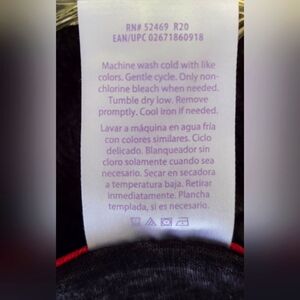 RN# 52469 R20
EAN/UPC 02671860918
Machine wash cold with like
colors. Gentle cycle. Only non-
chlorine bleach when needed.
Tumble dry low. Remove
promptly. Cool iron if needed.
Lavar a máquina en agua fría
con colores similares. Ciclo
delicado. Blanqueador sin
cloro solamente cuando sea
necesario. Secar en secadora
a temperatura baja. Retirar
inmediatamente. Plancha
templada, si es necesario.